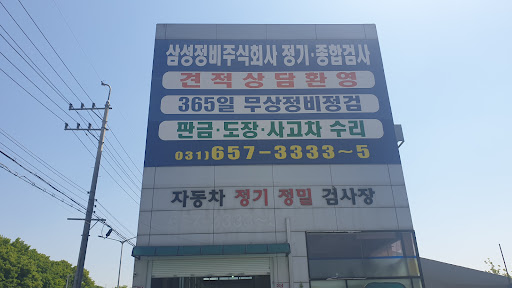 삼성정비주식회사 정기·종합검사
견적상담환영
365일 무상정비점검
판금·도장·사고차 수리
031)657-3333~5
자동차 정기 정밀 검사장